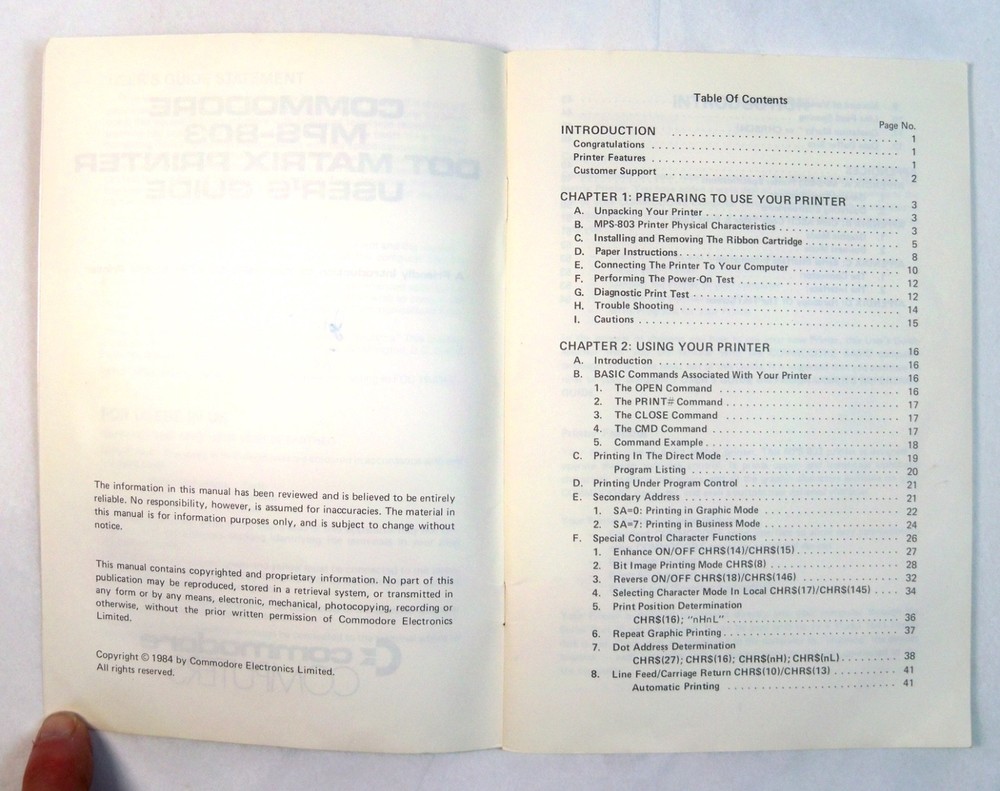 The information in this manual has been reviewed and is believed to be entirely
reliable. No responsibility, however, is assumed for inaccuracies. The material in
this manual is for information purposes only, and is subject to change without
notice.
This manual contains copyrighted and proprietary information. No part of this
publication may be reproduced, stored in a retrieval system, or transmitted in
any form or by any means, electronic, mechanical, photocopying, recording or
otherwise, without the prior written permission of Commodore Electronics
Limited.
Copyright © 1984 by Commodore Electronics Limited.
All rights reserved.
Table Of Contents
Page No.
INTRODUCTION . . . . . . . . . . 1
Congratulations . . . . . . . . . . 1
Printer Features . . . . . . . . . . 1
Customer Support . . . . . . . . . . 2
CHAPTER 1: PREPARING TO USE YOUR PRINTER . . . . . . 3
A. Unpacking Your Printer . . . . . . . . . . 3
B. MPS-803 Printer Physical Characteristics . . . . . . . . . . 3
C. Installing and Removing The Ribbon Cartridge . . . . . . . . . . 5
D. Paper Instructions . . . . . . . . . . 8
E. Connecting The Printer To Your Computer . . . . . . . . . . 10
F. Performing The Power-On Test . . . . . . . . . . 12
G. Diagnostic Print Test . . . . . . . . . . 12
H. Trouble Shooting . . . . . . . . . . 14
I. Cautions . . . . . . . . . . 15
CHAPTER 2: USING YOUR PRINTER . . . . . . . . . . 16
A. Introduction . . . . . . . . . . 16
B. BASIC Commands Associated With Your Printer . . . . . . . . . . 16
1. The OPEN Command . . . . . . . . . . 16
2. The PRINT# Command . . . . . . . . . . 17
3. The CLOSE Command . . . . . . . . . . 17
4. The CMD Command . . . . . . . . . . 17
5. Command Example . . . . . . . . . . 18
C. Printing In The Direct Mode . . . . . . . . . . 19
Program Listing . . . . . . . . . . 20
D. Printing Under Program Control . . . . . . . . . . 21
E. Secondary Address . . . . . . . . . . 21
1. SA=0: Printing in Graphic Mode . . . . . . . . . . 22
2. SA=7: Printing in Business Mode . . . . . . . . . . 24
F. Special Control Character Functions . . . . . . . . . . 26
1. Enhance ON/OFF CHR$(14)/CHR$(15) . . . . . . . . . . 27
2. Bit Image Printing Mode CHR$(8) . . . . . . . . . . 28
3. Reverse ON/OFF CHR$(18)/CHR$(146) . . . . . . . . . . 32
4. Selecting Character Mode In Local CHR$(17)/CHR$(145) . . . . 34
5. Print Position Determination
CHR$(16); "nHnL" . . . . . . . . . . 36
6. Repeat Graphic Printing . . . . . . . . . . 37
7. Dot Address Determination
CHR$(27); CHR$(16); CHR$(nH); CHR$(nL) . . . . . . . . 38
8. Line Feed/Carriage Return CHR$(10)/CHR$(13) . . . . . . . . . . 41
Automatic Printing . . . . . . . . . . 41